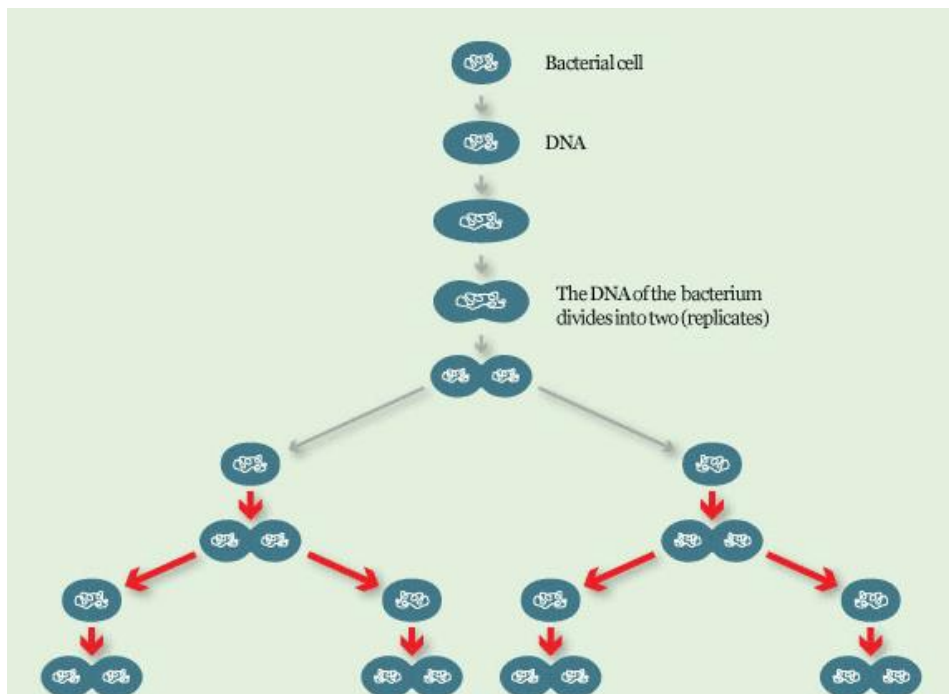 Bacterial cell
DNA
The DNA of the bacterium
divides into two (replicates)